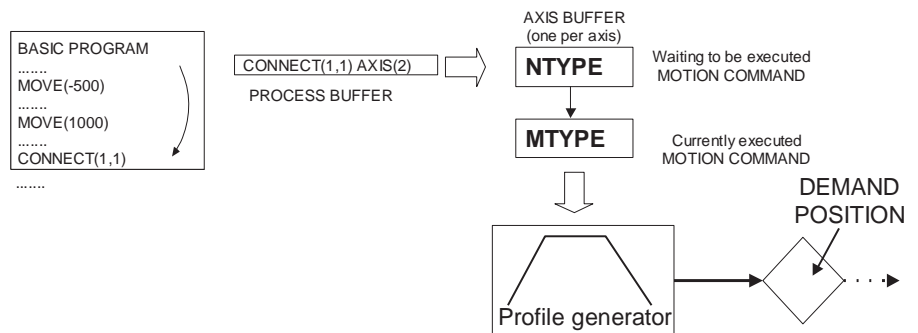 BASIC PROGRAM
.......
MOVE(-500)
.......
MOVE(1000)
.......
CONNECT(1,1)
.......
CONNECT(1,1) AXIS(2)
PROCESS BUFFER
AXIS BUFFER
(one per axis)
NTYPE
Waiting to be executed
MOTION COMMAND
MTYPE
Currently executed
MOTION COMMAND
Profile generator
DEMAND
POSITION